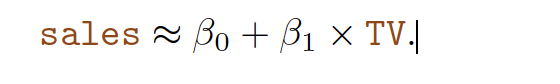 sales ≈ β₀ + β₁ × TV.